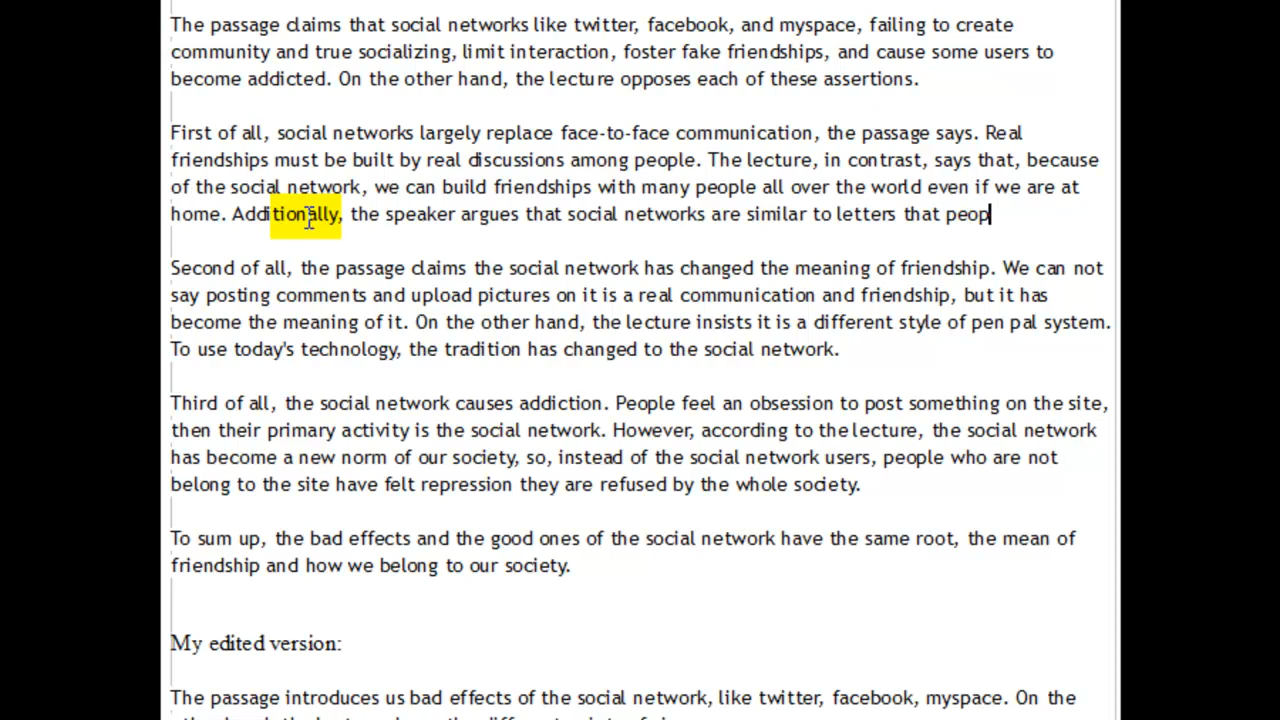 The passage claims that social networks like twitter, facebook, and myspace, failing to create
community and true socializing, limit interaction, foster fake friendships, and cause some users to
become addicted. On the other hand, the lecture opposes each of these assertions.
First of all, social networks largely replace face-to-face communication, the passage says. Real
friendships must be built by real discussions among people. The lecture, in contrast, says that, because
of the social network, we can build friendships with many people all over the world even if we are at
home. Additionally, the speaker argues that social networks are similar to letters that peop
Second of all, the passage claims the social network has changed the meaning of friendship. We can not
say posting comments and upload pictures on it is a real communication and friendship, but it has
become the meaning of it. On the other hand, the lecture insists it is a different style of pen pal system.
To use today's technology, the tradition has changed to the social network.
Third of all, the social network causes addiction. People feel an obsession to post something on the site,
then their primary activity is the social network. However, according to the lecture, the social network
has become a new norm of our society, so, instead of the social network users, people who are not
belong to the site have felt repression they are refused by the whole society.
To sum up, the bad effects and the good ones of the social network have the same root, the mean of
friendship and how we belong to our society.
My edited version:
The passage introduces us bad effects of the social network, like twitter, facebook, myspace. On the